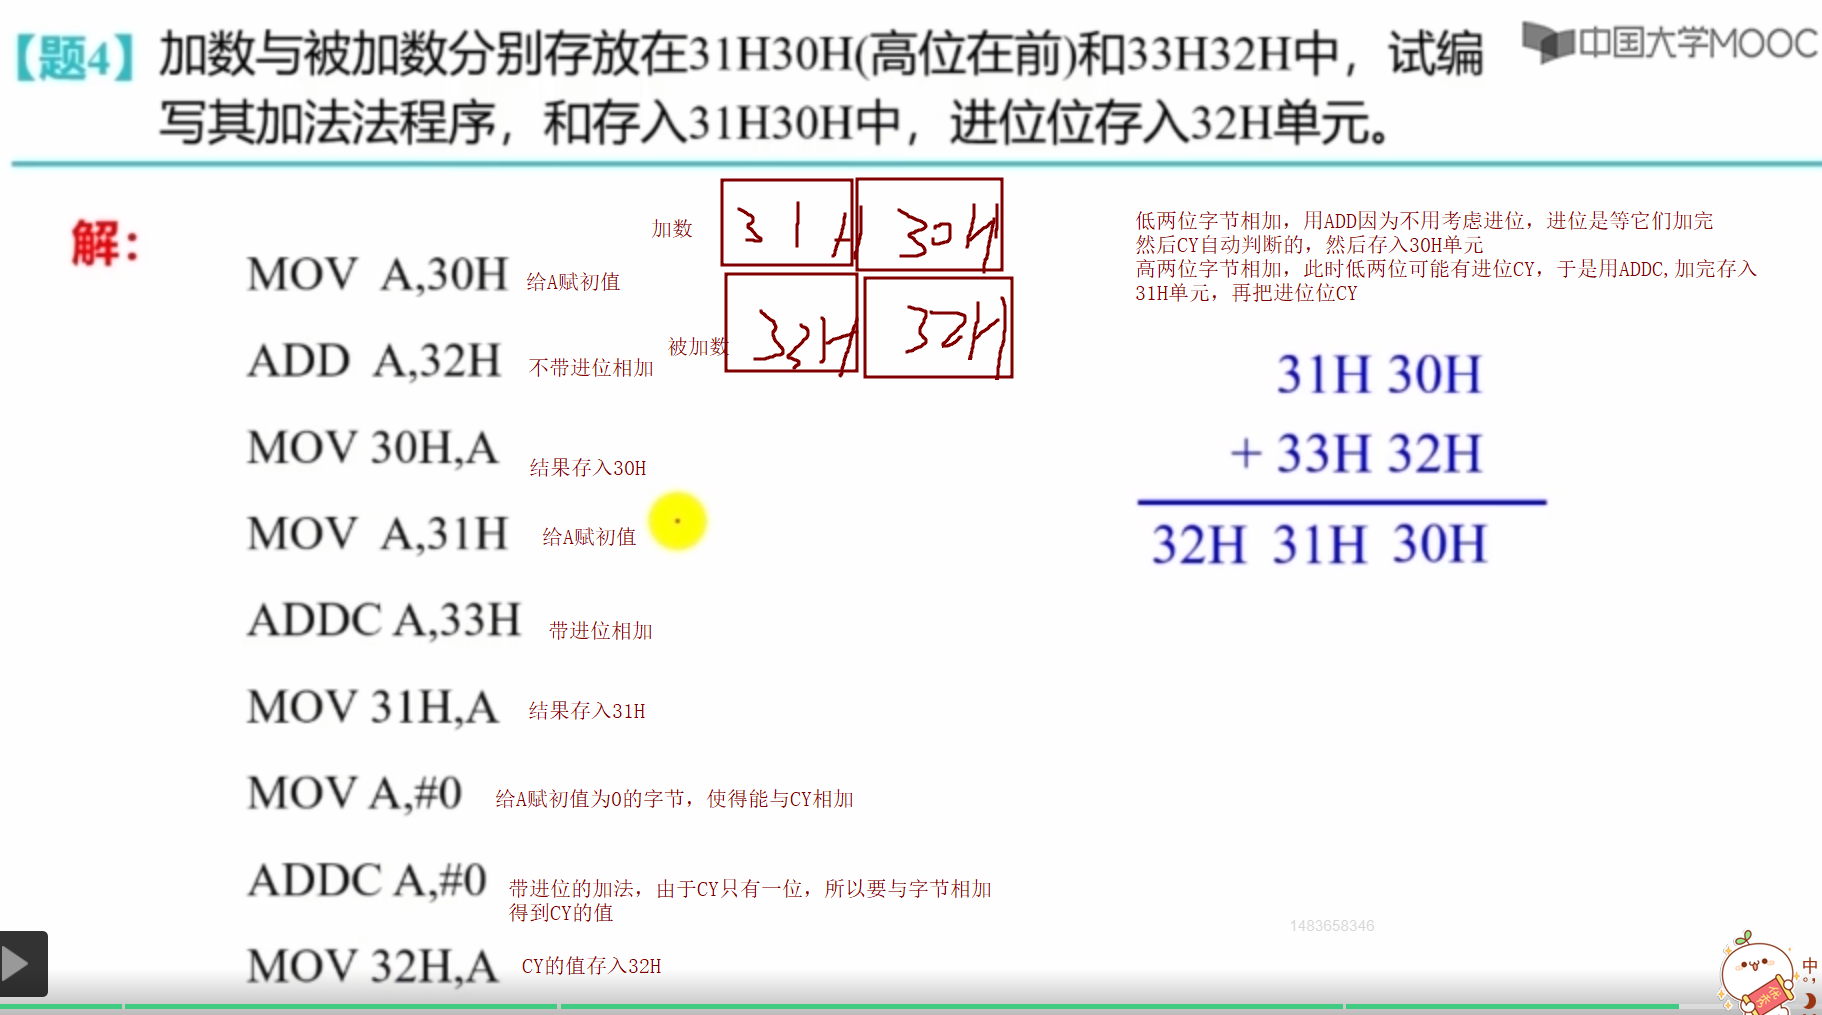 【题4】加数与被加数分别存放在31H30H(高位在前)和33H32H中，试编
写其加法法程序，和存入31H30H中，进位位存入32H单元。
中国大学MOOC
解：
加数
31H 30H
被加数
32H 32H
MOV A,30H 给A赋初值
ADD A,32H 不带进位相加
MOV 30H,A 结果存入30H
MOV A,31H 给A赋初值
ADDC A,33H 带进位相加
MOV 31H,A 结果存入31H
MOV A,#0 给A赋初值为0的字节，使得能与CY相加
ADDC A,#0 带进位的加法，由于CY只有一位，所以要与字节相加
得到CY的值
MOV 32H,A CY的值存入32H
低两位字节相加，用ADD因为不用考虑进位，进位是等它们加完
然后CY自动判断的，然后存入30H单元
高两位字节相加，此时低两位可能有进位CY，于是用ADDC,加完存入
31H单元，再把进位位CY
31H 30H
+ 33H 32H
32H 31H 30H
1483658346
中